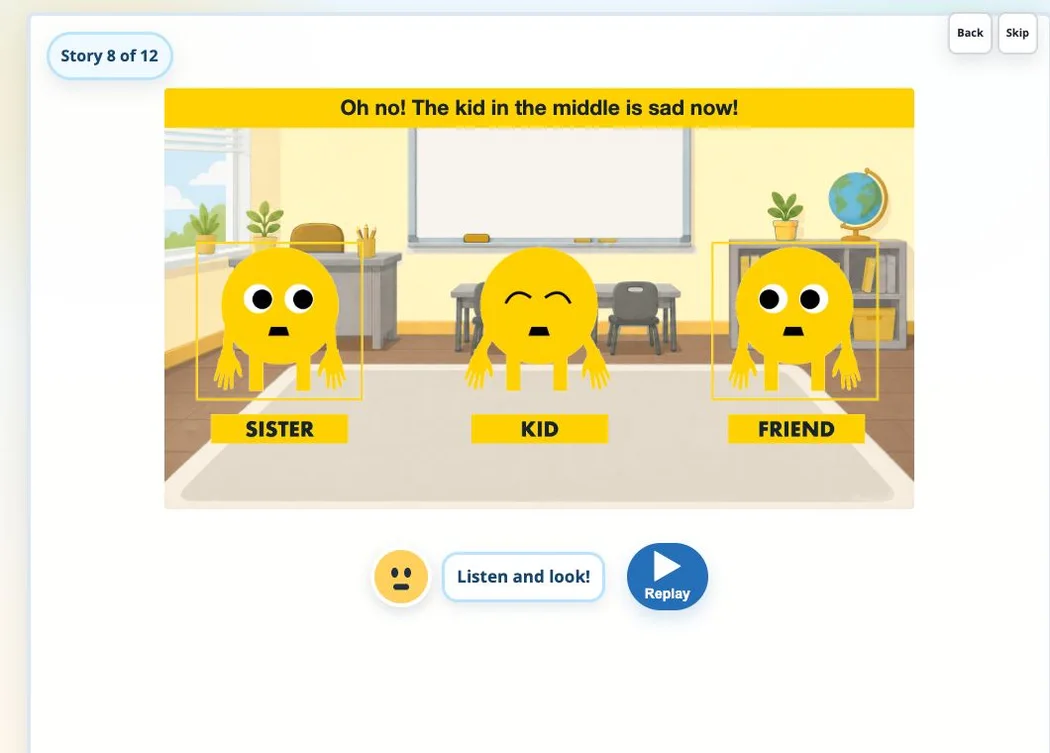 Back
Skip
Story 8 of 12
Oh no! The kid in the middle is sad now!
SISTER
KID
FRIEND
Listen and look!
Replay